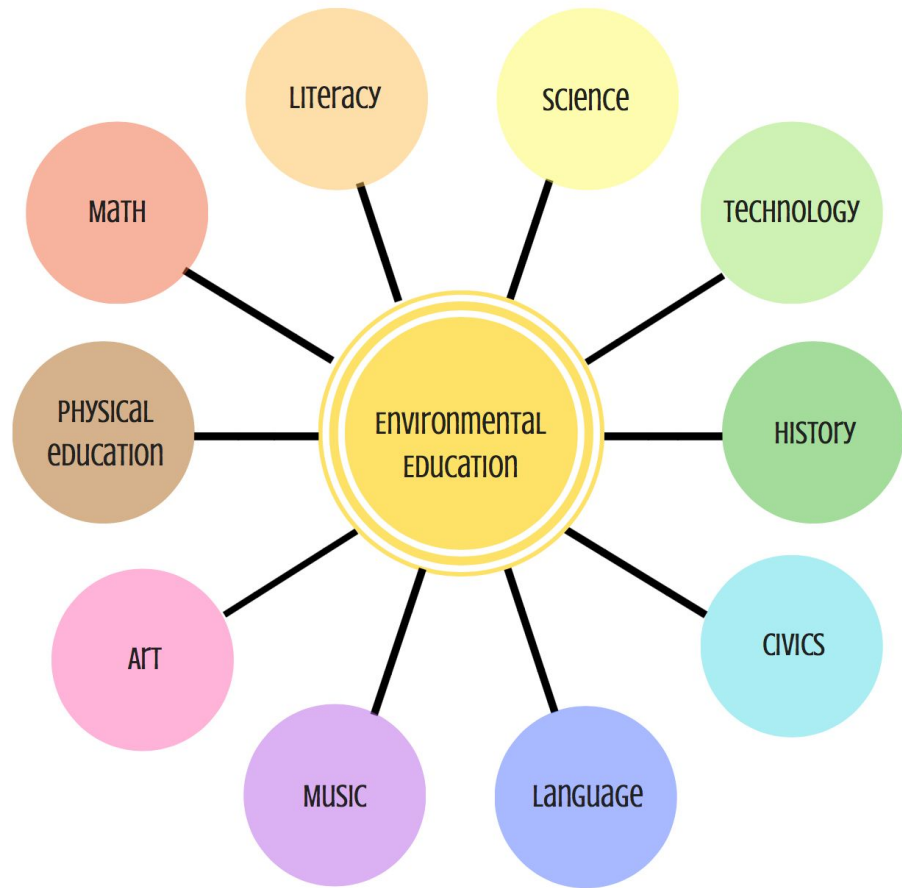 Literacy
Science
Math
Technology
Physical
Education
Environmental
Education
History
Art
Civics
Music
Language